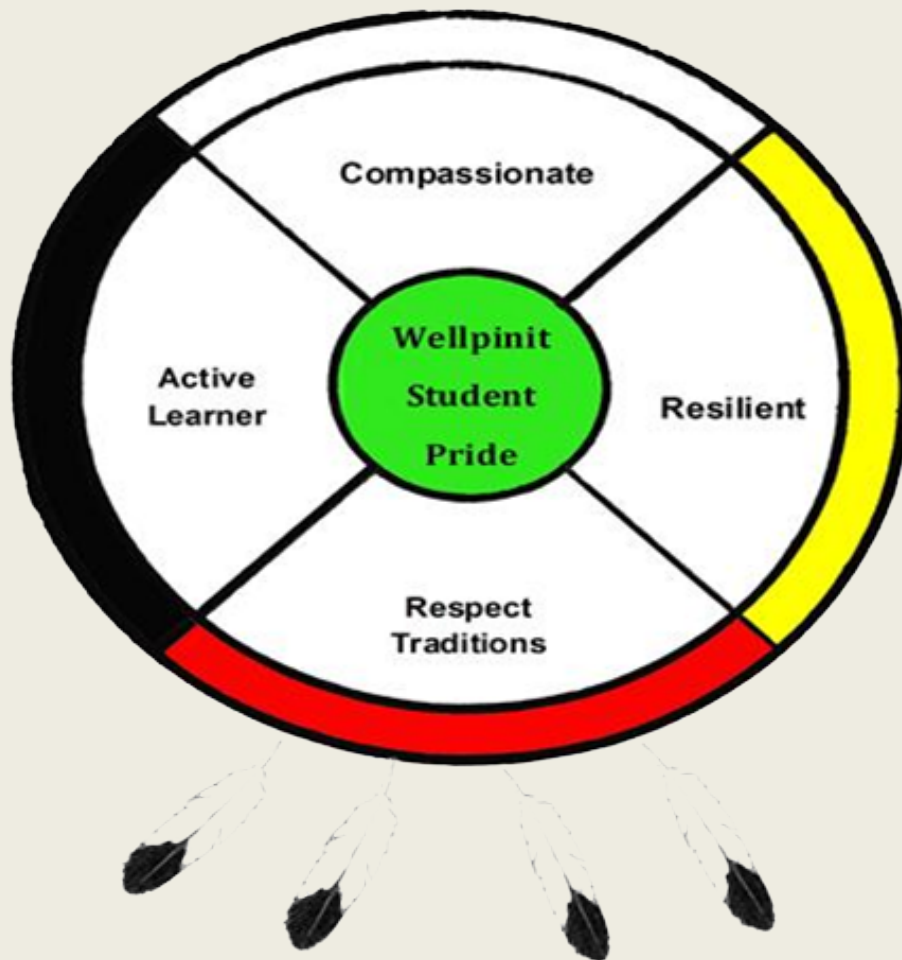 Compassionate
Wellpinit
Student
Pride
Active
Learner
Resilient
Respect
Traditions